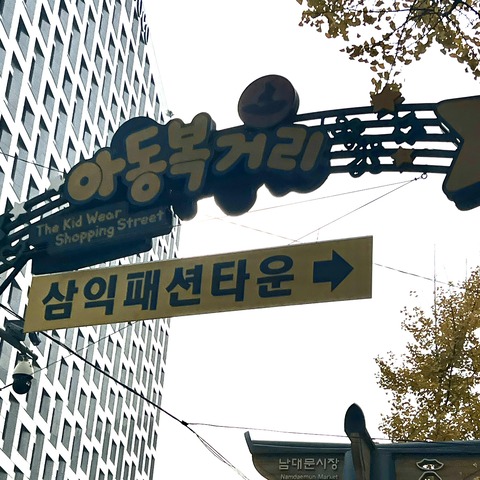 아동복거리
The Kid Wear
Shopping Street
삼익패션타운
남대문시장
Namdaemun Market